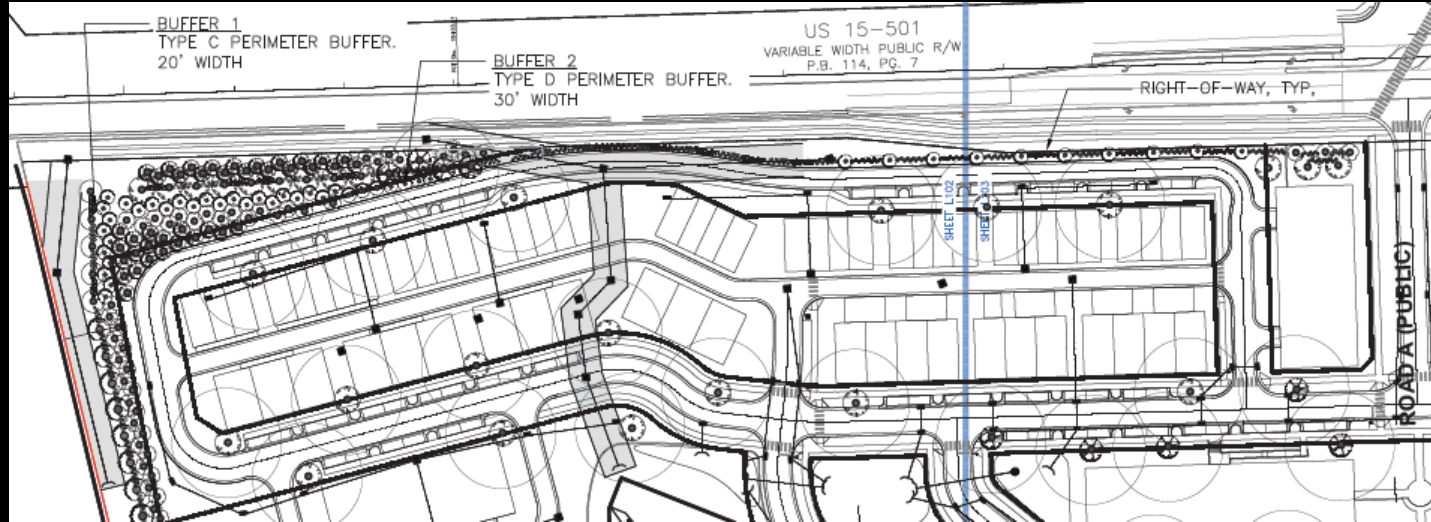 BUFFER 1
TYPE C PERIMETER BUFFER.
20' WIDTH
BUFFER 2
TYPE D PERIMETER BUFFER.
30' WIDTH
US 15-501
VARIABLE WIDTH PUBLIC R/W
P.B. 114, PG. 7
RIGHT-OF-WAY, TYP.
SHEET L102
SHEET L103
ROAD A (PUBLIC)